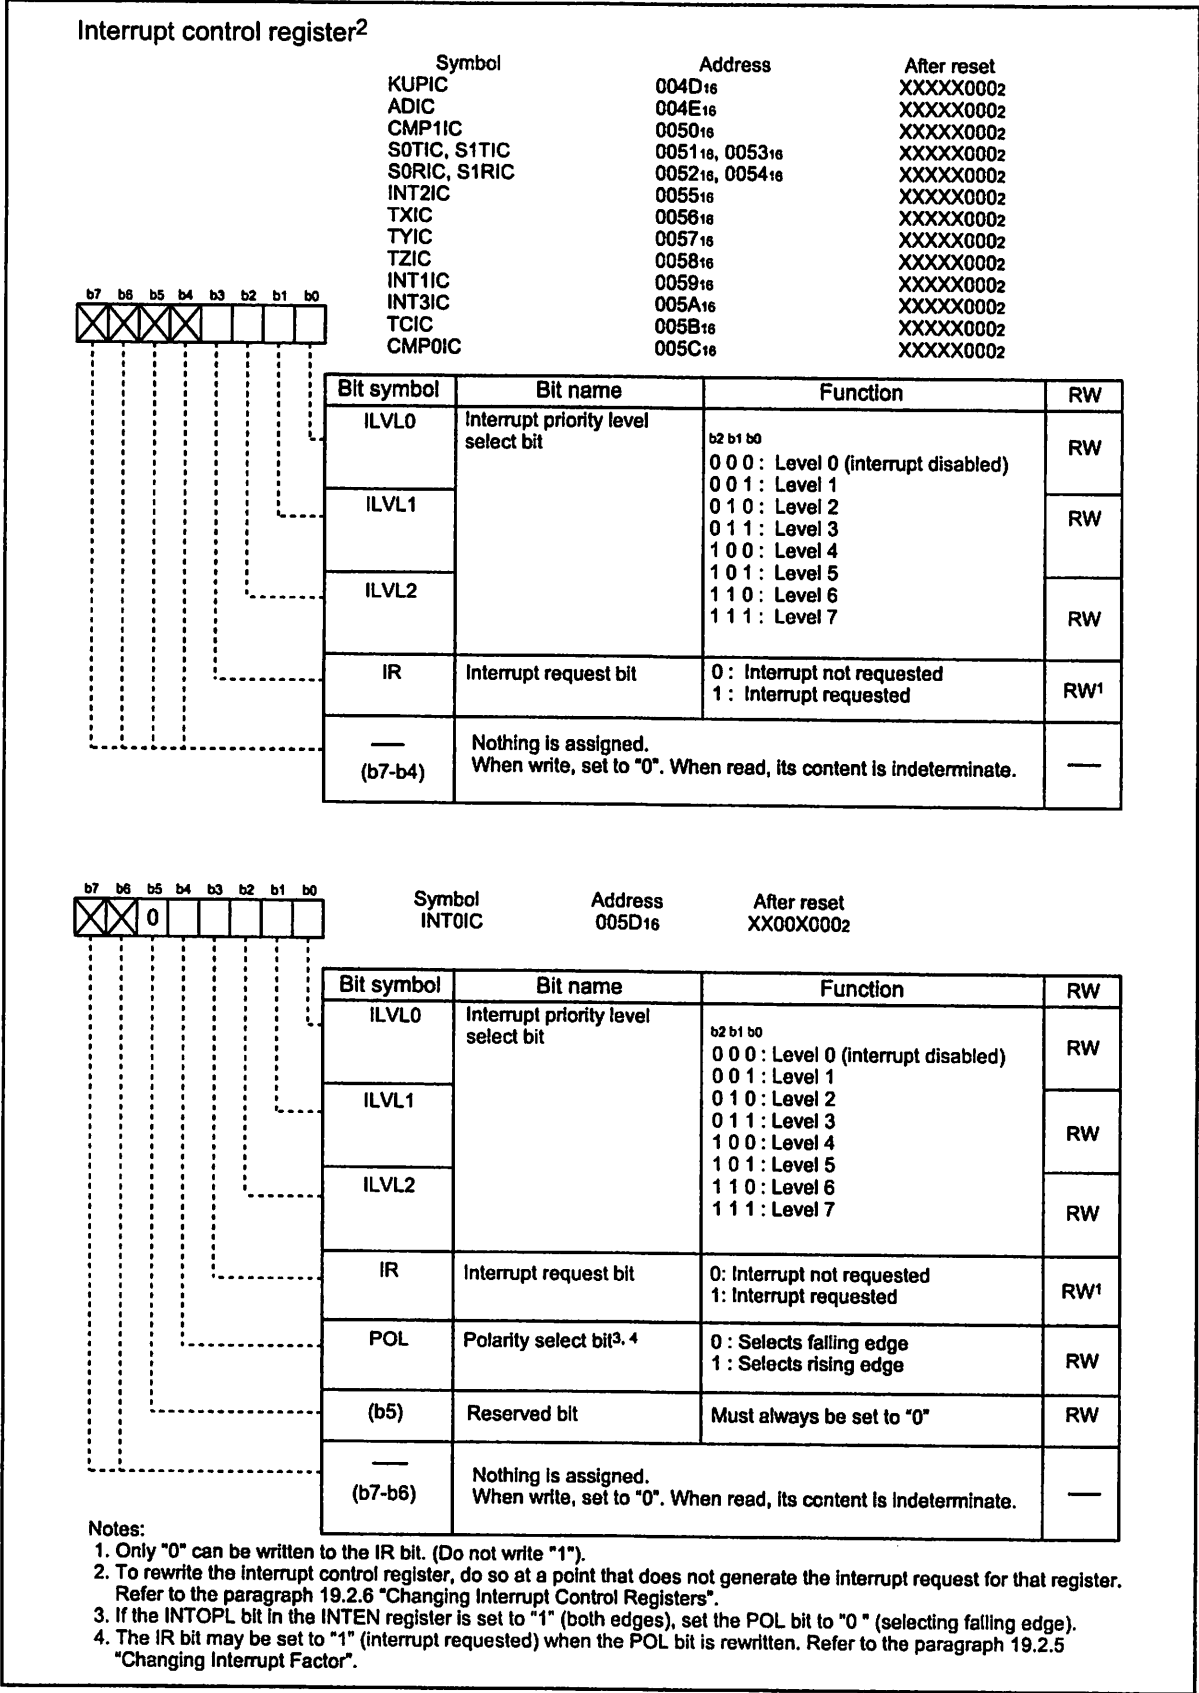 Interrupt control register2
Symbol Address After reset
KUPIC 004D16 XXXXX0002
ADIC 004E16 XXXXX0002
CMP1IC 005016 XXXXX0002
S0TIC, S1TIC 005116, 005316 XXXXX0002
S0RIC, S1RIC 005216, 005416 XXXXX0002
INT2IC 005516 XXXXX0002
TXIC 005616 XXXXX0002
TYIC 005716 XXXXX0002
TZIC 005816 XXXXX0002
INT1IC 005916 XXXXX0002
INT3IC 005A16 XXXXX0002
TCIC 005B16 XXXXX0002
CMP0IC 005C16 XXXXX0002
b7 b6 b5 b4 b3 b2 b1 b0
Bit symbol Bit name Function RW
ILVL0 Interrupt priority level
select bit
b2 b1 b0
0 0 0 : Level 0 (interrupt disabled) RW
0 0 1 : Level 1
ILVL1 0 1 0 : Level 2
0 1 1 : Level 3 RW
1 0 0 : Level 4
1 0 1 : Level 5
ILVL2 1 1 0 : Level 6
1 1 1 : Level 7 RW
IR Interrupt request bit 0 : Interrupt not requested
1 : Interrupt requested RW1
— Nothing is assigned.
(b7-b4) When write, set to "0". When read, its content is indeterminate. —
b7 b6 b5 b4 b3 b2 b1 b0
0
Symbol Address After reset
INT0IC 005D16 XX00X0002
Bit symbol Bit name Function RW
ILVL0 Interrupt priority level
select bit
b2 b1 b0
0 0 0 : Level 0 (interrupt disabled) RW
0 0 1 : Level 1
ILVL1 0 1 0 : Level 2
0 1 1 : Level 3
1 0 0 : Level 4 RW
1 0 1 : Level 5
ILVL2 1 1 0 : Level 6
1 1 1 : Level 7 RW
IR Interrupt request bit 0: Interrupt not requested
1: Interrupt requested RW1
POL Polarity select bit3, 4 0 : Selects falling edge
1 : Selects rising edge RW
(b5) Reserved bit Must always be set to "0" RW
— Nothing is assigned.
(b7-b6) When write, set to "0". When read, its content is indeterminate. —
Notes:
1. Only "0" can be written to the IR bit. (Do not write "1").
2. To rewrite the interrupt control register, do so at a point that does not generate the interrupt request for that register.
Refer to the paragraph 19.2.6 "Changing Interrupt Control Registers".
3. If the INTOPL bit in the INTEN register is set to "1" (both edges), set the POL bit to "0 " (selecting falling edge).
4. The IR bit may be set to "1" (interrupt requested) when the POL bit is rewritten. Refer to the paragraph 19.2.5
"Changing Interrupt Factor".